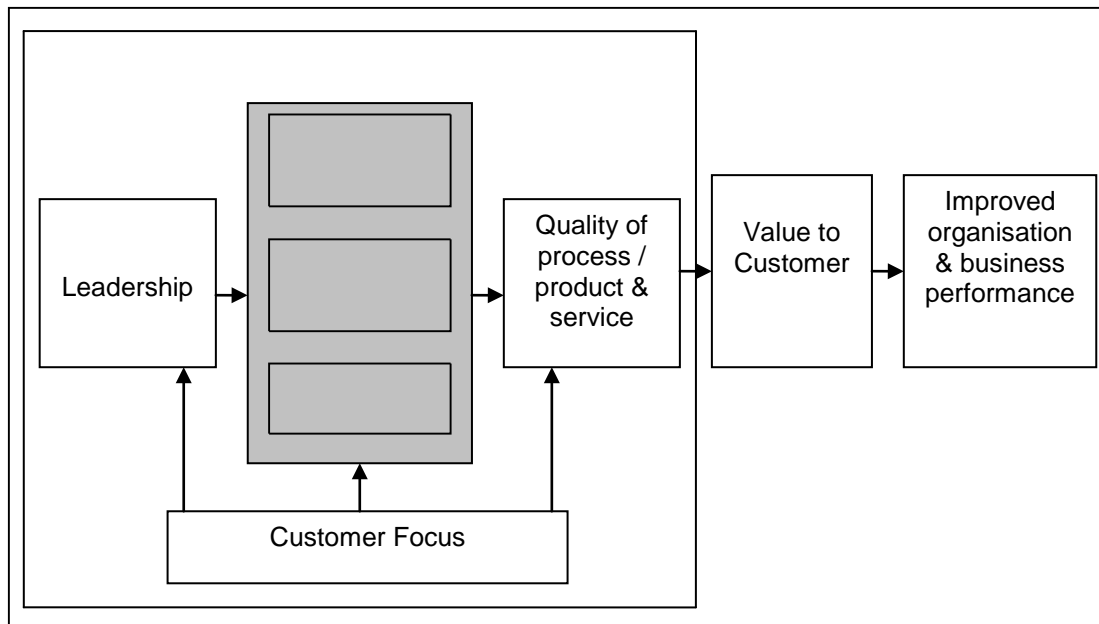 Leadership
Quality of
process /
product &
service
Value to
Customer
Improved
organisation
& business
performance
Customer Focus